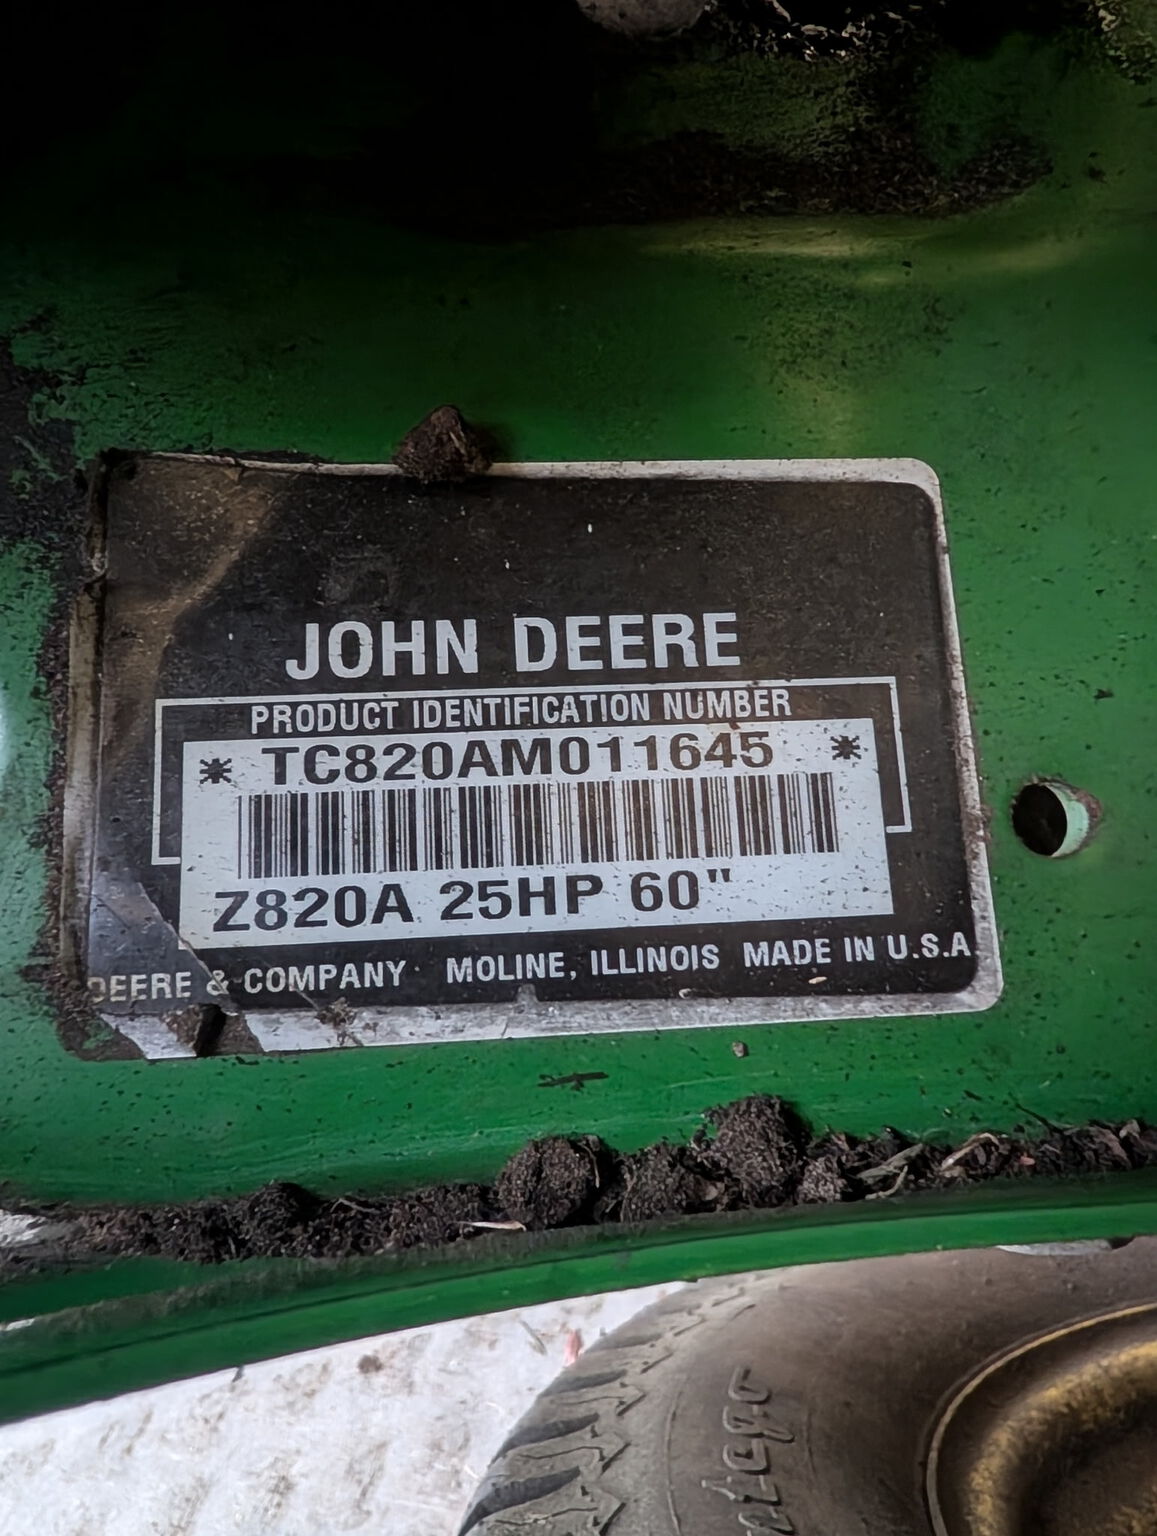 JOHN DEERE
PRODUCT IDENTIFICATION NUMBER
* TC820AM011645 *
Z820A 25HP 60"
DEERE & COMPANY MOLINE, ILLINOIS MADE IN U.S.A